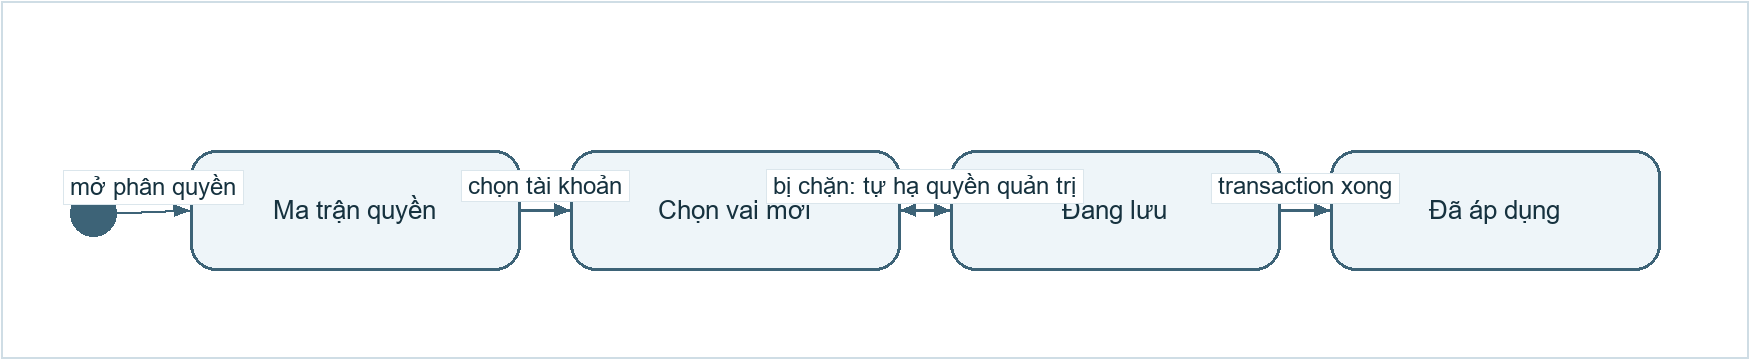 mở phân quyền
Ma trận quyền
chọn tài khoản
Chọn vai mới
bị chặn: tự hạ quyền quản trị
Đang lưu
transaction xong
Đã áp dụng